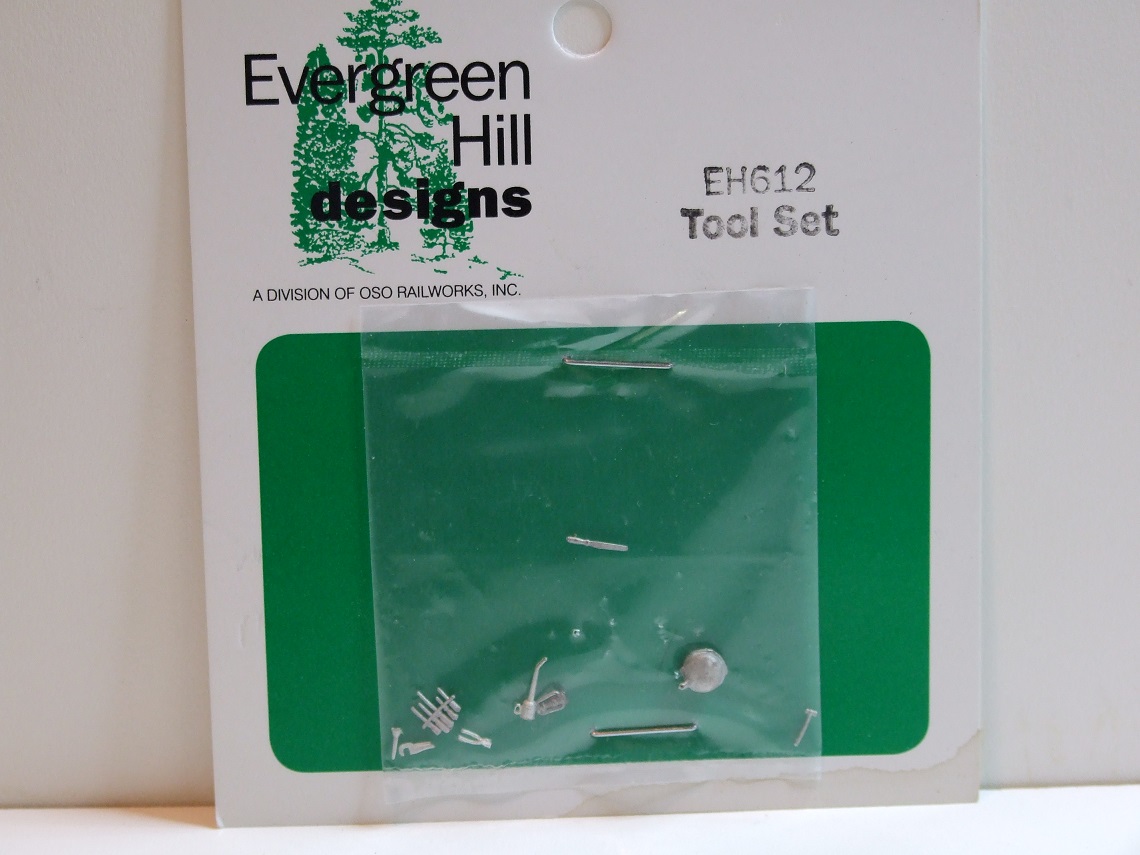 Evergreen
Hill
designs
A DIVISION OF OSO RAILWORKS, INC.
EH612
Tool Set